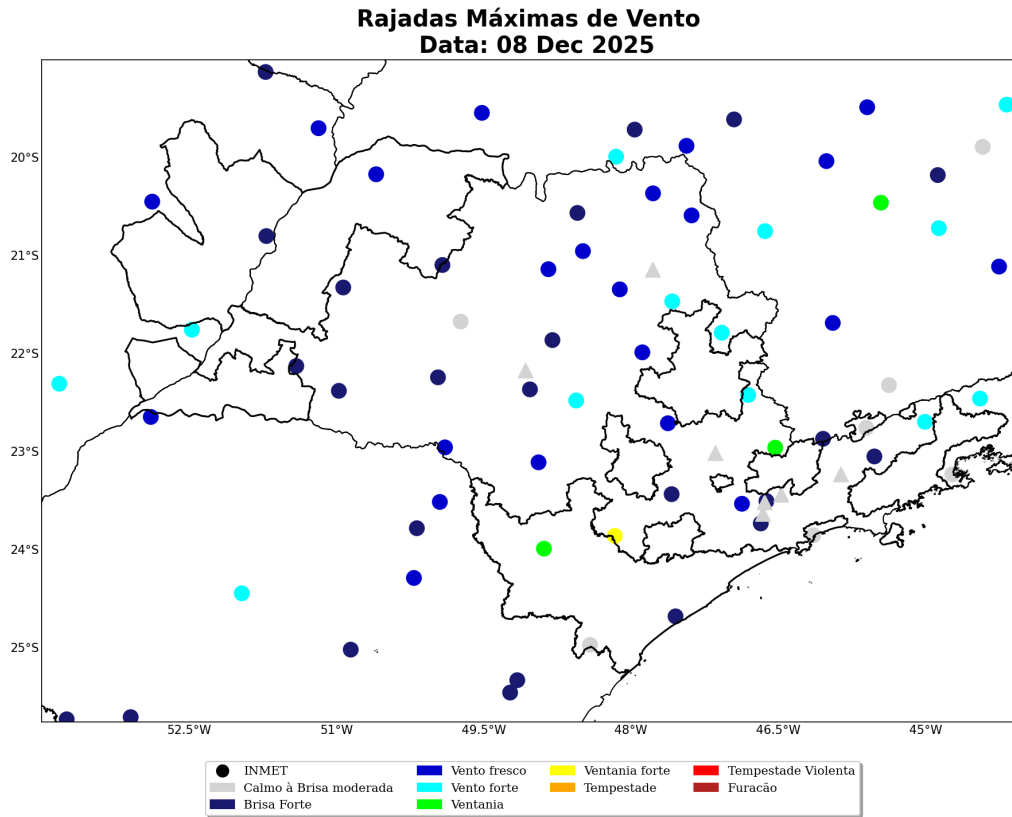 Rajadas Máximas de Vento
Data: 08 Dec 2025
20°S
21°S
22°S
23°S
24°S
25°S
52.5°W 51°W 49.5°W 48°W 46.5°W 45°W
INMET Vento fresco Ventania forte Tempestade Violenta
Calmo à Brisa moderada Vento forte Tempestade Furacão
Brisa Forte Ventania